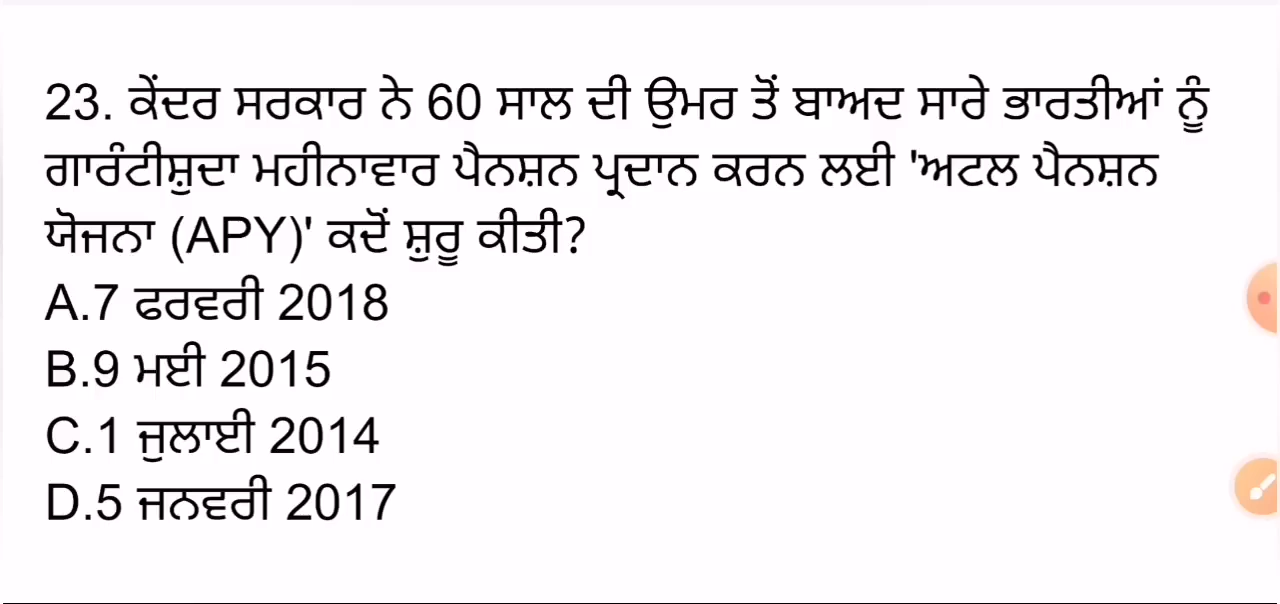 23. ਕੇਂਦਰ ਸਰਕਾਰ ਨੇ 60 ਸਾਲ ਦੀ ਉਮਰ ਤੋਂ ਬਾਅਦ ਸਾਰੇ ਭਾਰਤੀਆਂ ਨੂੰ
ਗਾਰੰਟੀਸ਼ੁਦਾ ਮਹੀਨਾਵਾਰ ਪੈਨਸ਼ਨ ਪ੍ਰਦਾਨ ਕਰਨ ਲਈ 'ਅਟਲ ਪੈਨਸ਼ਨ
ਯੋਜਨਾ (APY)' ਕਦੋਂ ਸ਼ੁਰੂ ਕੀਤੀ?
A.7 ਫਰਵਰੀ 2018
B.9 ਮਈ 2015
C.1 ਜੁਲਾਈ 2014
D.5 ਜਨਵਰੀ 2017